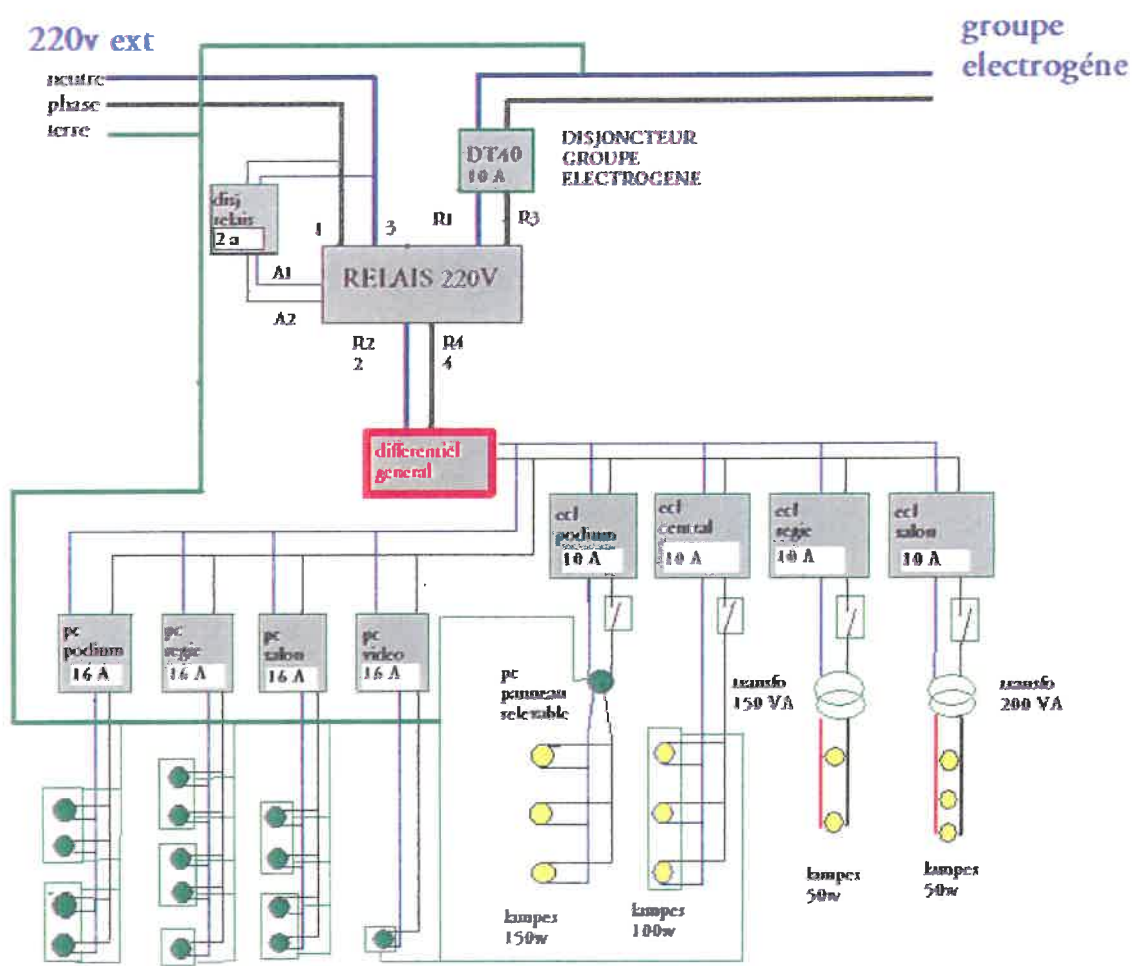 220v ext
groupe
electrogéne
neutre
phase
terre
DT40
10 A
DISJONCTEUR
GROUPE
ELECTROGENE
disj
relais
2 a
1
3
R1
R3
A1
A2
RELAIS 220V
R2
2
R4
4
differentiél
general
ecl
podium
10 A
ecl
central
10 A
ecl
regie
10 A
ecl
salon
10 A
pc
podium
16 A
pc
regie
16 A
pc
salon
16 A
pc
video
16 A
pc
panneau
relevable
transfo
150 VA
transfo
200 VA
lampes
150w
lampes
100w
lampes
50w
lampes
50w